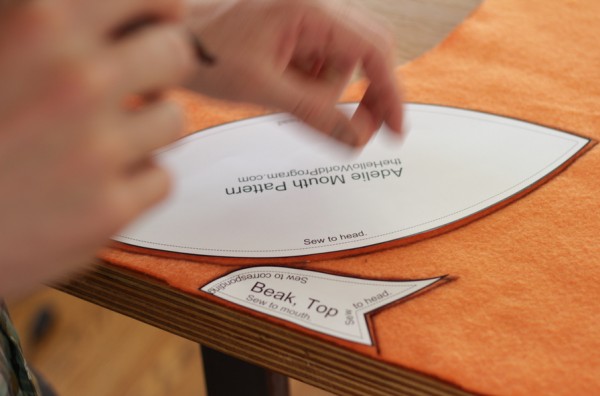 Adelie Mouth Pattern
theHelloWorldProgram.com
Sew to head.
Sew to corresponding
Beak, Top
Sew to mouth.
Sew to head.